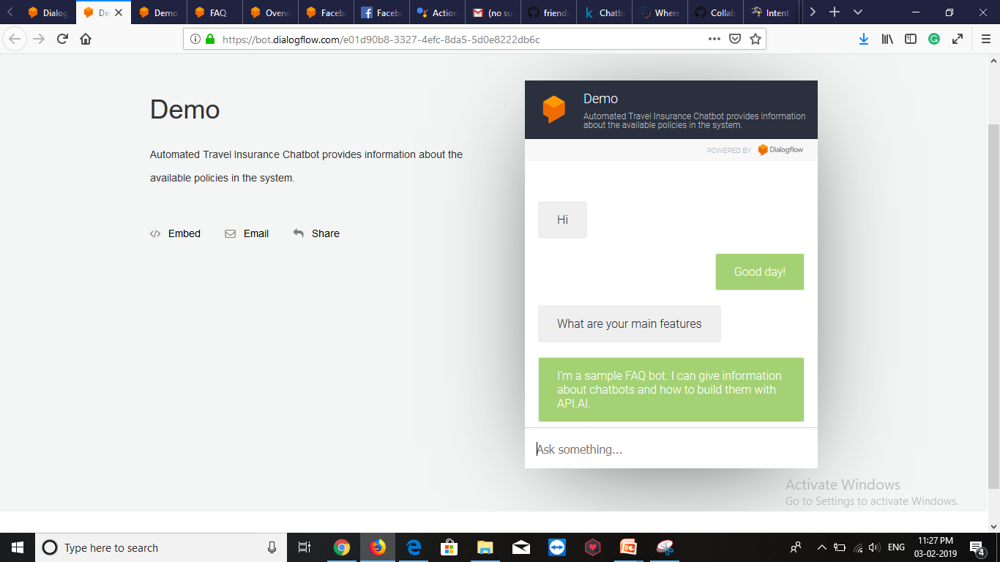 Dialog
De
Demo
FAQ
Overvi
Facebo
Facebo
Action
(no su
friend
Chatb
Where
Collab
Intent
https://bot.dialogflow.com/e01d90b8-3327-4efc-8da5-5d0e8222db6c
Demo
Automated Travel Insurance Chatbot provides information about the
available policies in the system.
Embed
Email
Share
Demo
Automated Travel Insurance Chatbot provides information
about the available policies in the system.
POWERED BY Dialogflow
Hi
Good day!
What are your main features
I'm a sample FAQ bot. I can give information
about chatbots and how to build them with
API.AI.
Ask something...
Activate Windows
Go to Settings to activate Windows.
Type here to search
ENG
11:27 PM
03-02-2019
4